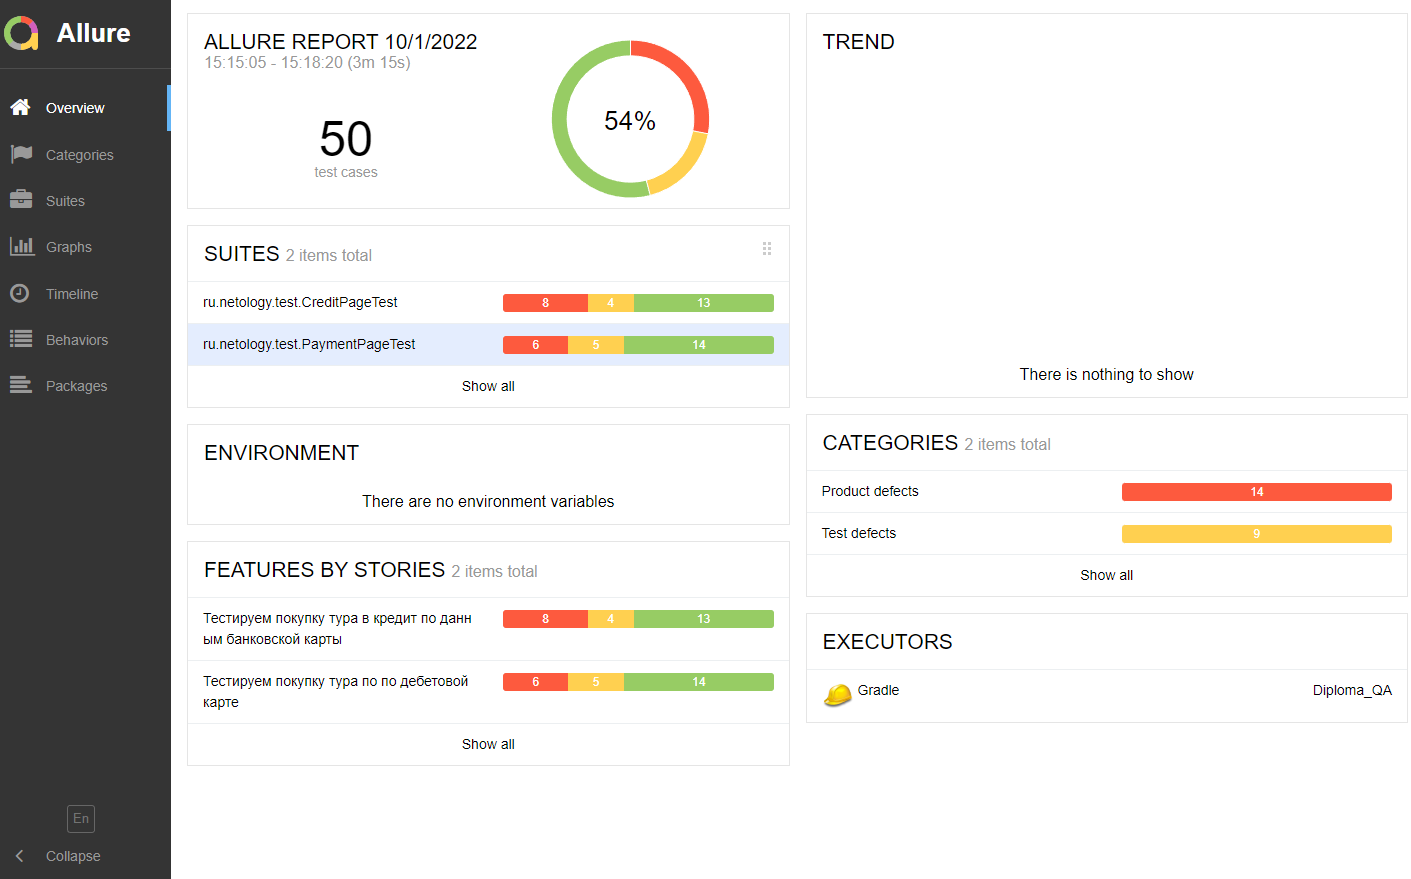 Allure
Overview
Categories
Suites
Graphs
Timeline
Behaviors
Packages
En
Collapse
ALLURE REPORT 10/1/2022
15:15:05 - 15:18:20 (3m 15s)
50
test cases
54%
SUITES 2 items total
ru.netology.test.CreditPageTest 8 4 13
ru.netology.test.PaymentPageTest 6 5 14
Show all
ENVIRONMENT
There are no environment variables
FEATURES BY STORIES 2 items total
Тестируем покупку тура в кредит по данн 8 4 13
ым банковской карты
Тестируем покупку тура по по дебетовой 6 5 14
карте
Show all
TREND
There is nothing to show
CATEGORIES 2 items total
Product defects 14
Test defects 9
Show all
EXECUTORS
Gradle Diploma_QA